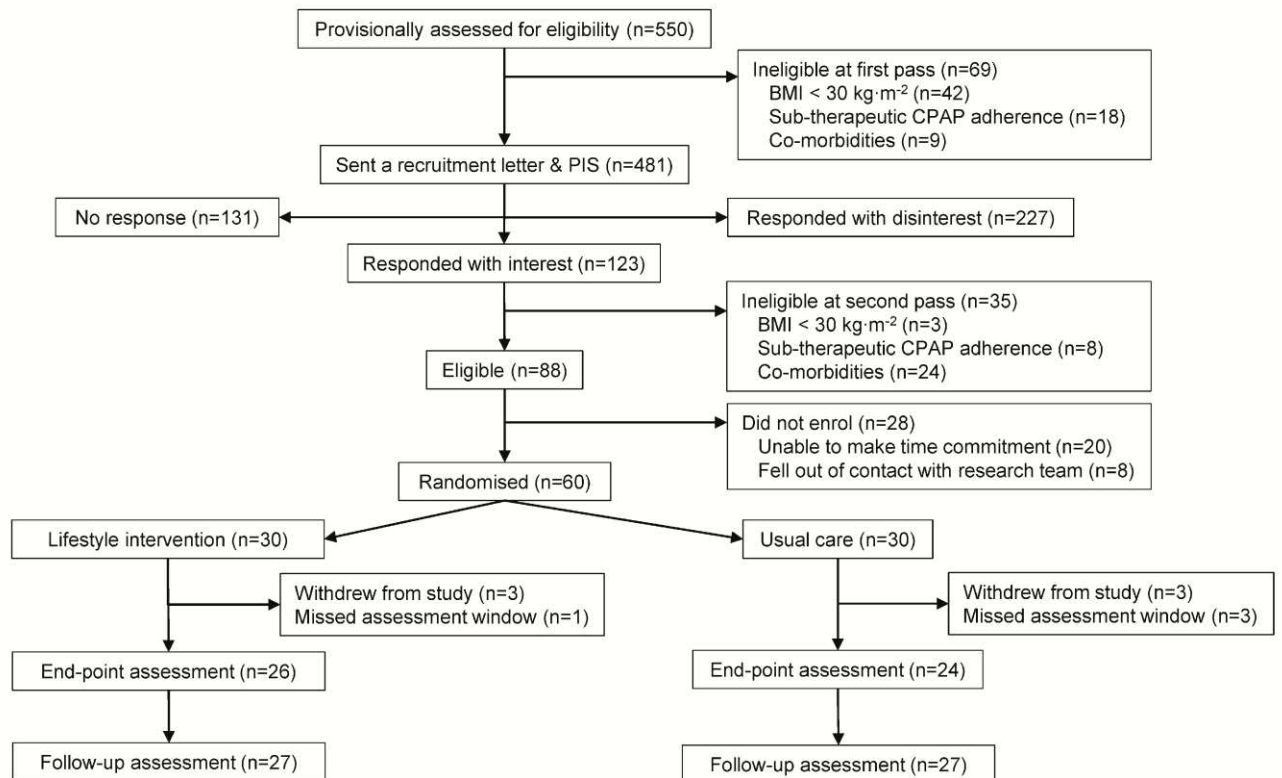 Provisionally assessed for eligibility (n=550)
Ineligible at first pass (n=69)
BMI < 30 kg·m⁻² (n=42)
Sub-therapeutic CPAP adherence (n=18)
Co-morbidities (n=9)
Sent a recruitment letter & PIS (n=481)
No response (n=131)
Responded with disinterest (n=227)
Responded with interest (n=123)
Ineligible at second pass (n=35)
BMI < 30 kg·m⁻² (n=3)
Sub-therapeutic CPAP adherence (n=8)
Co-morbidities (n=24)
Eligible (n=88)
Did not enrol (n=28)
Unable to make time commitment (n=20)
Fell out of contact with research team (n=8)
Randomised (n=60)
Lifestyle intervention (n=30)
Usual care (n=30)
Withdrew from study (n=3)
Missed assessment window (n=1)
Withdrew from study (n=3)
Missed assessment window (n=3)
End-point assessment (n=26)
End-point assessment (n=24)
Follow-up assessment (n=27)
Follow-up assessment (n=27)